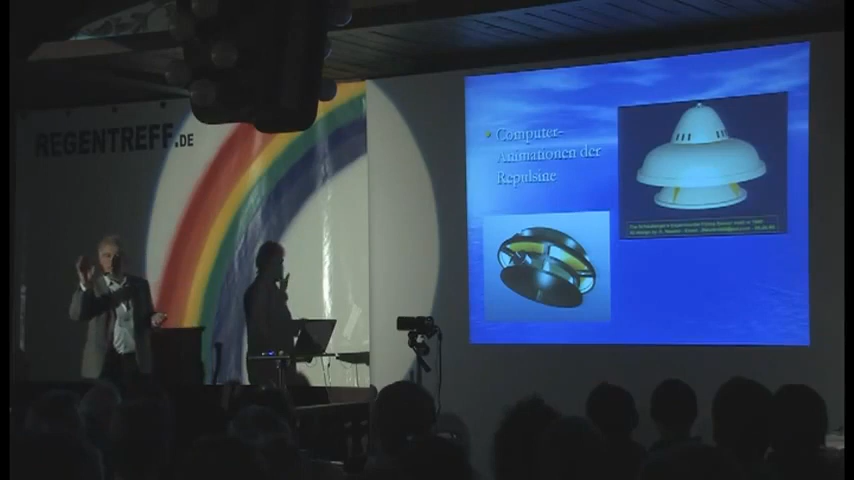 REGENTREFF.DE
Computer-
Animationen der
Repulsine